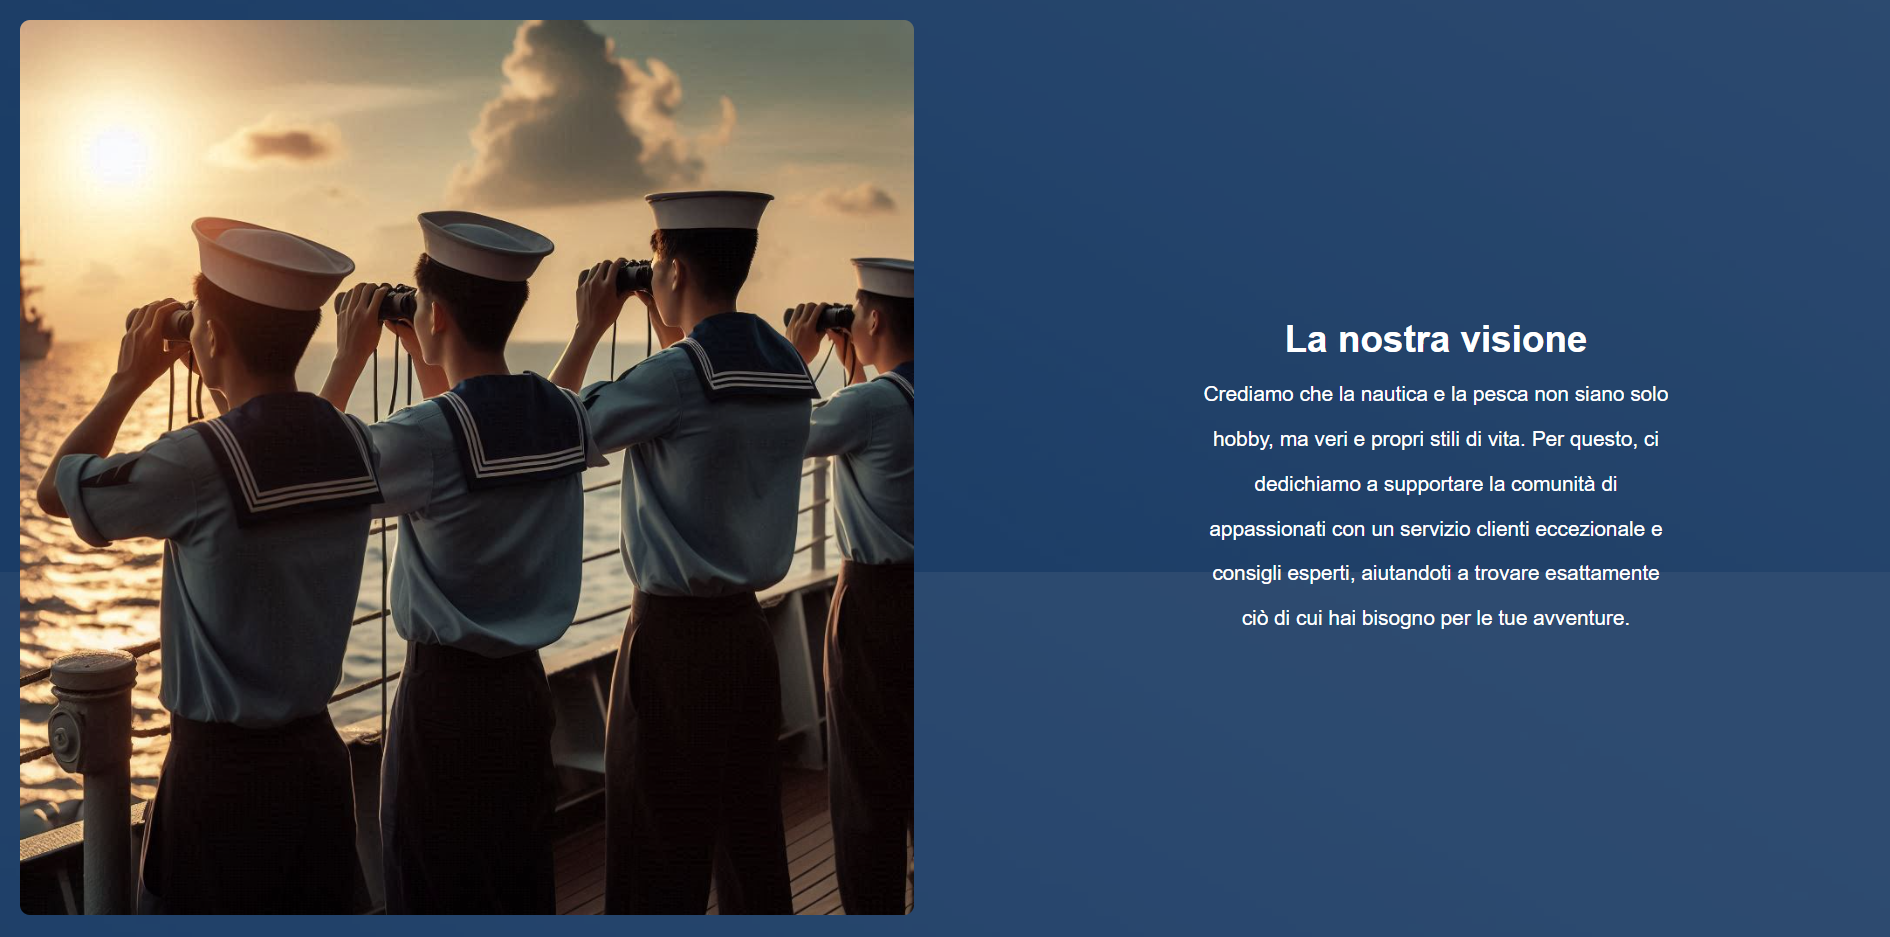 La nostra visione
Crediamo che la nautica e la pesca non siano solo
hobby, ma veri e propri stili di vita. Per questo, ci
dedichiamo a supportare la comunità di
appassionati con un servizio clienti eccezionale e
consigli esperti, aiutandoti a trovare esattamente
ciò di cui hai bisogno per le tue avventure.